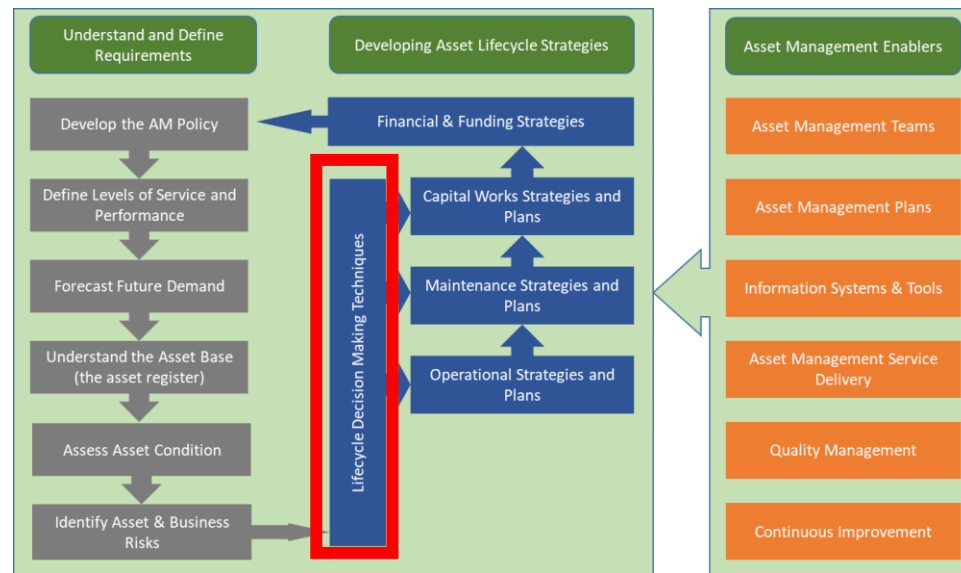 Understand and Define
Requirements
Developing Asset Lifecycle Strategies
Asset Management Enablers
Develop the AM Policy
Define Levels of Service and
Performance
Forecast Future Demand
Understand the Asset Base
(the asset register)
Assess Asset Condition
Identify Asset & Business
Risks
Lifecycle Decision Making Techniques
Financial & Funding Strategies
Capital Works Strategies and
Plans
Maintenance Strategies and
Plans
Operational Strategies and
Plans
Asset Management Teams
Asset Management Plans
Information Systems & Tools
Asset Management Service
Delivery
Quality Management
Continuous Improvement